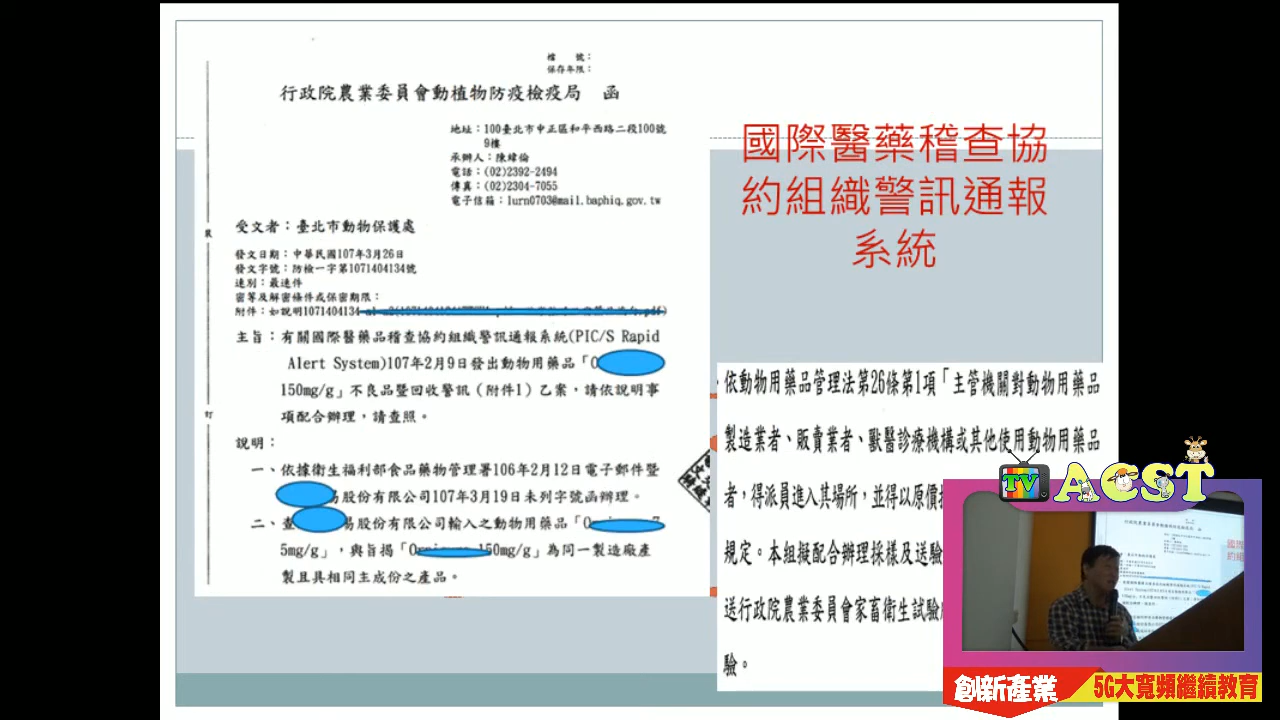 檔　號：
保存年限：
行政院農業委員會動植物防疫檢疫局　函
地址：100臺北市中正區和平西路二段100號
9樓
承辦人：陳緯倫
電話：(02)2392-2494
傳真：(02)2304-7055
電子信箱：lurn0703@mail.baphiq.gov.tw
受文者：臺北市動物保護處
裝
發文日期：中華民國107年3月26日
發文字號：防檢一字第1071404134號
速別：最速件
密等及解密條件或保密期限：
附件：如說明1071404134
主旨：有關國際醫藥品稽查協約組織警訊通報系統(PIC/S Rapid
Alert System)107年2月9日發出動物用藥品「O
150mg/g」不良品暨回收警訊（附件1）乙案，請依說明事
項配合辦理，請查照。
訂
說明：
一、依據衛生福利部食品藥物管理署106年2月12日電子郵件暨
易股份有限公司107年3月19日未列字號函辦理。
二、查 易股份有限公司輸入之動物用藥品「O
5mg/g」，與旨揭「O 150mg/g」為同一製造廠產
製且具相同主成份之產品。
國際醫藥稽查協
約組織警訊通報
系統
依動物用藥品管理法第26條第1項「主管機關對動物用藥品
製造業者、販賣業者、獸醫診療機構或其他使用動物用藥品
者，得派員進入其場所，並得以原價
規定。本組擬配合辦理採樣及送驗
送行政院農業委員會家畜衛生試驗
驗。
TV ACST
創新產業
5G大寬頻繼續教育